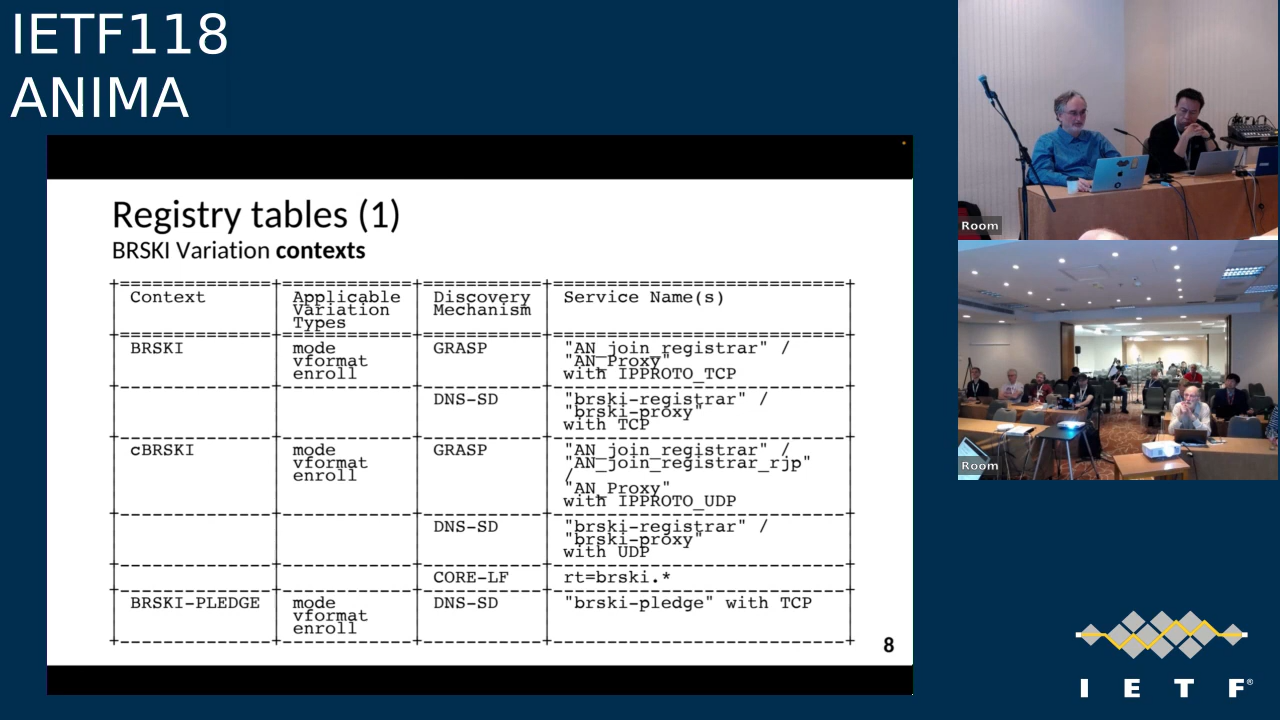 IETF118
ANIMA
Registry tables (1)
BRSKI Variation contexts
Context
Applicable Variation Types
Discovery Mechanism
Service Name(s)
BRSKI
mode
vformat
enroll
GRASP
"AN_join_registrar" /
"AN_Proxy"
with IPPROTO_TCP
DNS-SD
"brski-registrar" /
"brski-proxy"
with TCP
cBRSKI
mode
vformat
enroll
GRASP
"AN_join_registrar" /
"AN_join_registrar_rjp"
/
"AN_Proxy"
with IPPROTO_UDP
DNS-SD
"brski-registrar" /
"brski-proxy"
with UDP
CORE-LF
rt=brski.*
BRSKI-PLEDGE
mode
vformat
enroll
DNS-SD
"brski-pledge" with TCP
8
Room
Room
I E T F®